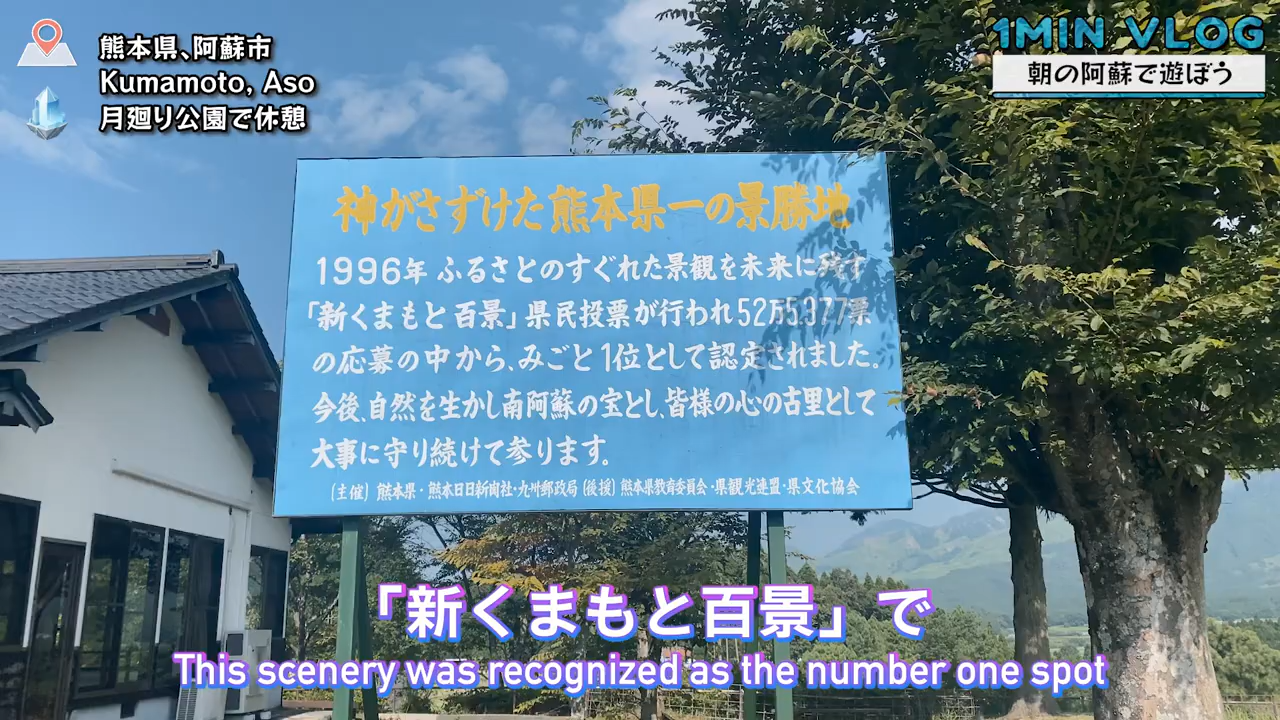 熊本県、阿蘇市
Kumamoto, Aso
月廻り公園で休憩
1MIN VLOG
朝の阿蘇で遊ぼう
神がさずけた熊本県一の景勝地
1996年 ふるさとのすぐれた景観を未来に残す
「新くまもと百景」県民投票が行われ52万5,977票
の応募の中から、みごと1位として認定されました。
今後、自然を生かし南阿蘇の宝とし、皆様の心の古里として
大事に守り続けて参ります。
(主催) 熊本県・熊本日日新聞社・九州郵政局 (後援) 熊本県教育委員会・県観光連盟・県文化協会
「新くまもと百景」で
This scenery was recognized as the number one spot